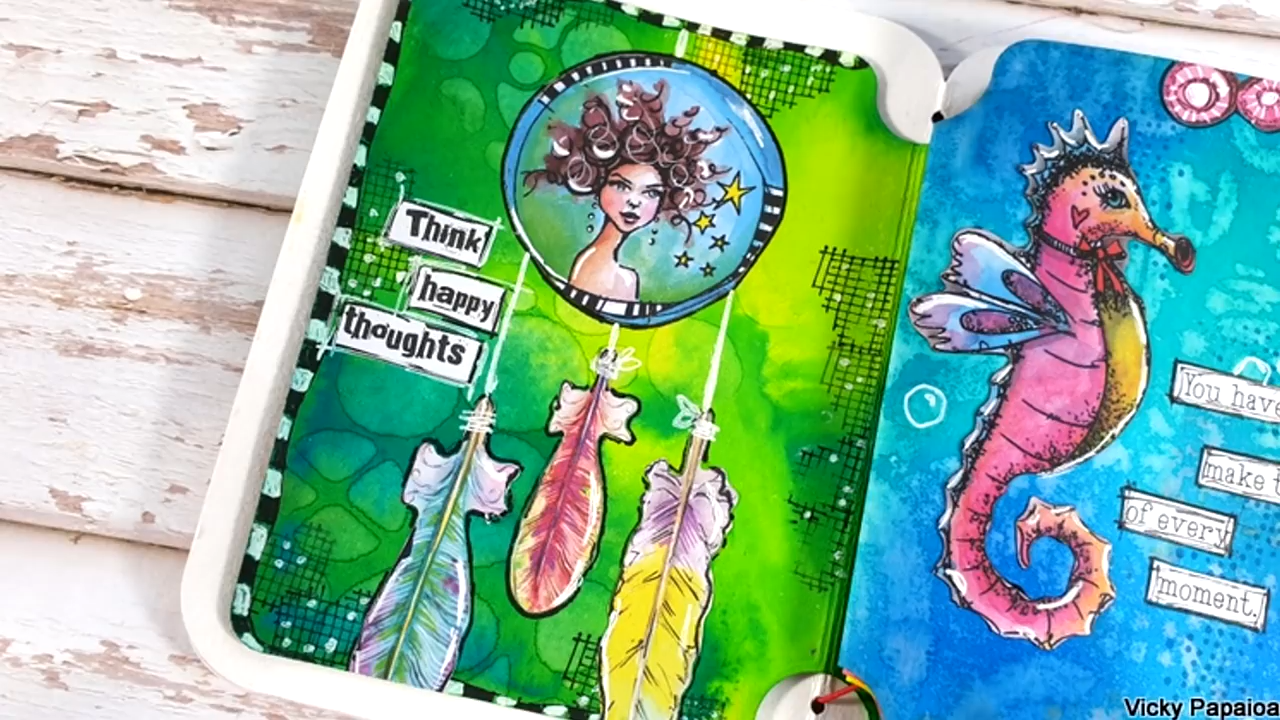 Think
happy
thoughts
You have
make
of every
moment.
Vicky Papaioa